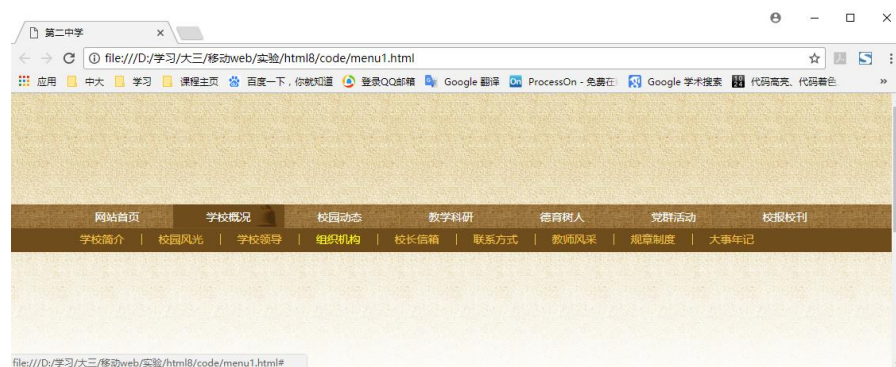 第二中学
file:///D:/学习/大三/移动web/实验/html8/code/menu1.html
应用 中大 学习 课程主页 百度一下，你就知道 登录QQ邮箱 Google 翻译 ProcessOn - 免费在 Google 学术搜索 代码高亮、代码着色 »
网站首页 学校概况 校园动态 教学科研 德育树人 党群活动 校报校刊
学校简介 | 校园风光 | 学校领导 | 组织机构 | 校长信箱 | 联系方式 | 教师风采 | 规章制度 | 大事年记
file:///D:/学习/大三/移动web/实验/html8/code/menu1.html#